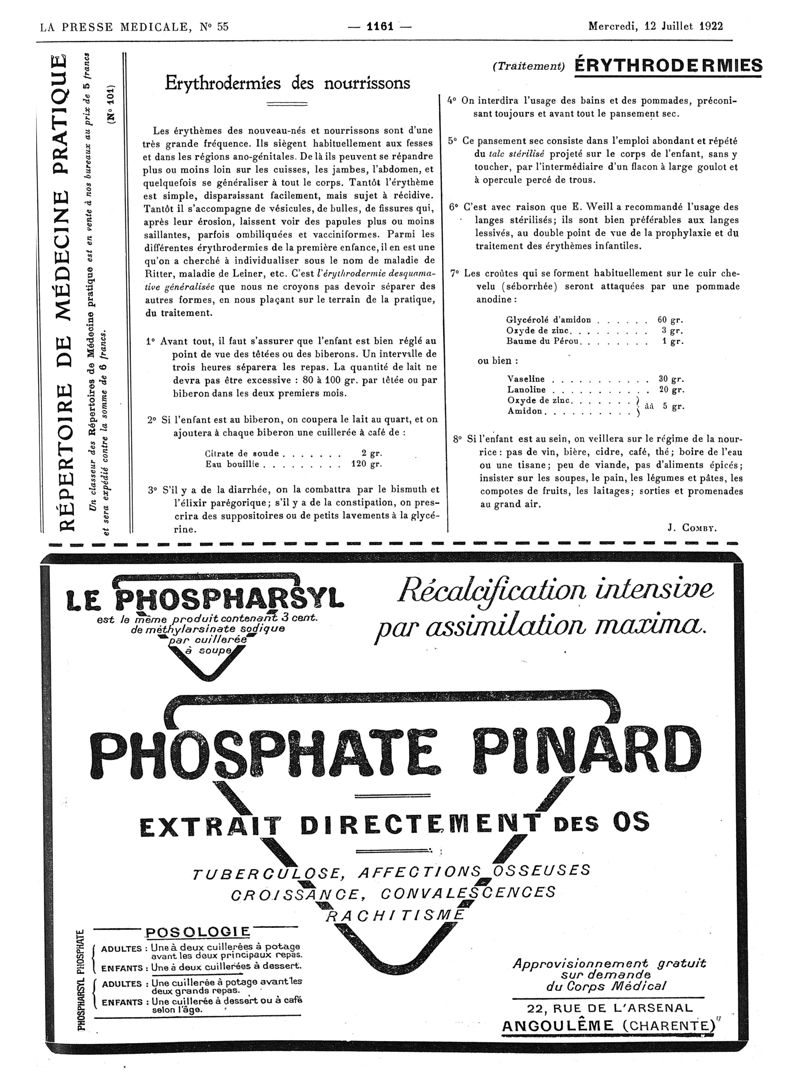 LA PRESSE MEDICALE, Nº 55
— 1161 —
Mercredi, 12 Juillet 1922
RÉPERTOIRE DE MÉDECINE PRATIQUE
Un classeur des Répertoires de Médecine pratique est en vente à nos bureaux au prix de 5 francs
et sera expédié contre la somme de 6 francs.
(Nº 101)
(Traitement) ÉRYTHRODERMIES
Erythrodermies des nourrissons
Les érythèmes des nouveau-nés et nourrissons sont d'une
très grande fréquence. Ils siègent habituellement aux fesses
et dans les régions ano-génitales. De là ils peuvent se répandre
plus ou moins loin sur les cuisses, les jambes, l'abdomen, et
quelquefois se généraliser à tout le corps. Tantôt l'érythème
est simple, disparaissant facilement, mais sujet à récidive.
Tantôt il s'accompagne de vésicules, de bulles, de fissures qui,
après leur érosion, laissent voir des papules plus ou moins
saillantes, parfois ombiliquées et vacciniformes. Parmi les
différentes érythrodermies de la première enfance, il en est une
qu'on a cherché à individualiser sous le nom de maladie de
Ritter, maladie de Leiner, etc. C'est l'érythrodermie desquama-
tive généralisée que nous ne croyons pas devoir séparer des
autres formes, en nous plaçant sur le terrain de la pratique,
du traitement.
1º Avant tout, il faut s'assurer que l'enfant est bien réglé au
point de vue des têtées ou des biberons. Un intervalle de
trois heures séparera les repas. La quantité de lait ne
devra pas être excessive : 80 à 100 gr. par têtée ou par
biberon dans les deux premiers mois.
2º Si l'enfant est au biberon, on coupera le lait au quart, et on
ajoutera à chaque biberon une cuillerée à café de :
Citrate de soude . . . . . . . 2 gr.
Eau bouillie . . . . . . . . . 120 gr.
3º S'il y a de la diarrhée, on la combattra par le bismuth et
l'élixir parégorique; s'il y a de la constipation, on pres-
crira des suppositoires ou de petits lavements à la glycé-
rine.
4º On interdira l'usage des bains et des pommades, préconi-
sant toujours et avant tout le pansement sec.
5º Ce pansement sec consiste dans l'emploi abondant et répété
du talc stérilisé projeté sur le corps de l'enfant, sans y
toucher, par l'intermédiaire d'un flacon à large goulot et
à opercule percé de trous.
6º C'est avec raison que E. Weill a recommandé l'usage des
langes stérilisés; ils sont bien préférables aux langes
lessivés, au double point de vue de la prophylaxie et du
traitement des érythèmes infantiles.
7º Les croûtes qui se forment habituellement sur le cuir che-
velu (séborrhée) seront attaquées par une pommade
anodine :
Glycérolé d'amidon . . . . . . 60 gr.
Oxyde de zinc. . . . . . . . . 3 gr.
Baume du Pérou. . . . . . . . 1 gr.
ou bien :
Vaseline . . . . . . . . . . . 30 gr.
Lanoline . . . . . . . . . . . 20 gr.
Oxyde de zinc. . . . . . . }
Amidon. . . . . . . . . . } ââ 5 gr.
8º Si l'enfant est au sein, on veillera sur le régime de la nour-
rice : pas de vin, bière, cidre, café, thé; boire de l'eau
ou une tisane; peu de viande, pas d'aliments épicés;
insister sur les soupes, le pain, les légumes et pâtes, les
compotes de fruits, les laitages; sorties et promenades
au grand air.
J. COMBY.
LE PHOSPHARSYL
est le même produit contenant 3 cent.
de méthylarsinate sodique
par cuillerée
à soupe
Récalcification intensive
par assimilation maxima.
PHOSPHATE PINARD
EXTRAIT DIRECTEMENT DES OS
TUBERCULOSE, AFFECTIONS OSSEUSES
CROISSANCE, CONVALESCENCES
RACHITISME
POSOLOGIE
PHOSPHATE
ADULTES : Une à deux cuillerées à potage
avant les deux principaux repas.
ENFANTS : Une à deux cuillerées à dessert.
PHOSPHARSYL
ADULTES : Une cuillerée à potage avant les
deux grands repas.
ENFANTS : Une cuillerée à dessert ou à café
selon l'âge.
Approvisionnement gratuit
sur demande
du Corps Médical
22, RUE DE L'ARSENAL
ANGOULÊME (CHARENTE)